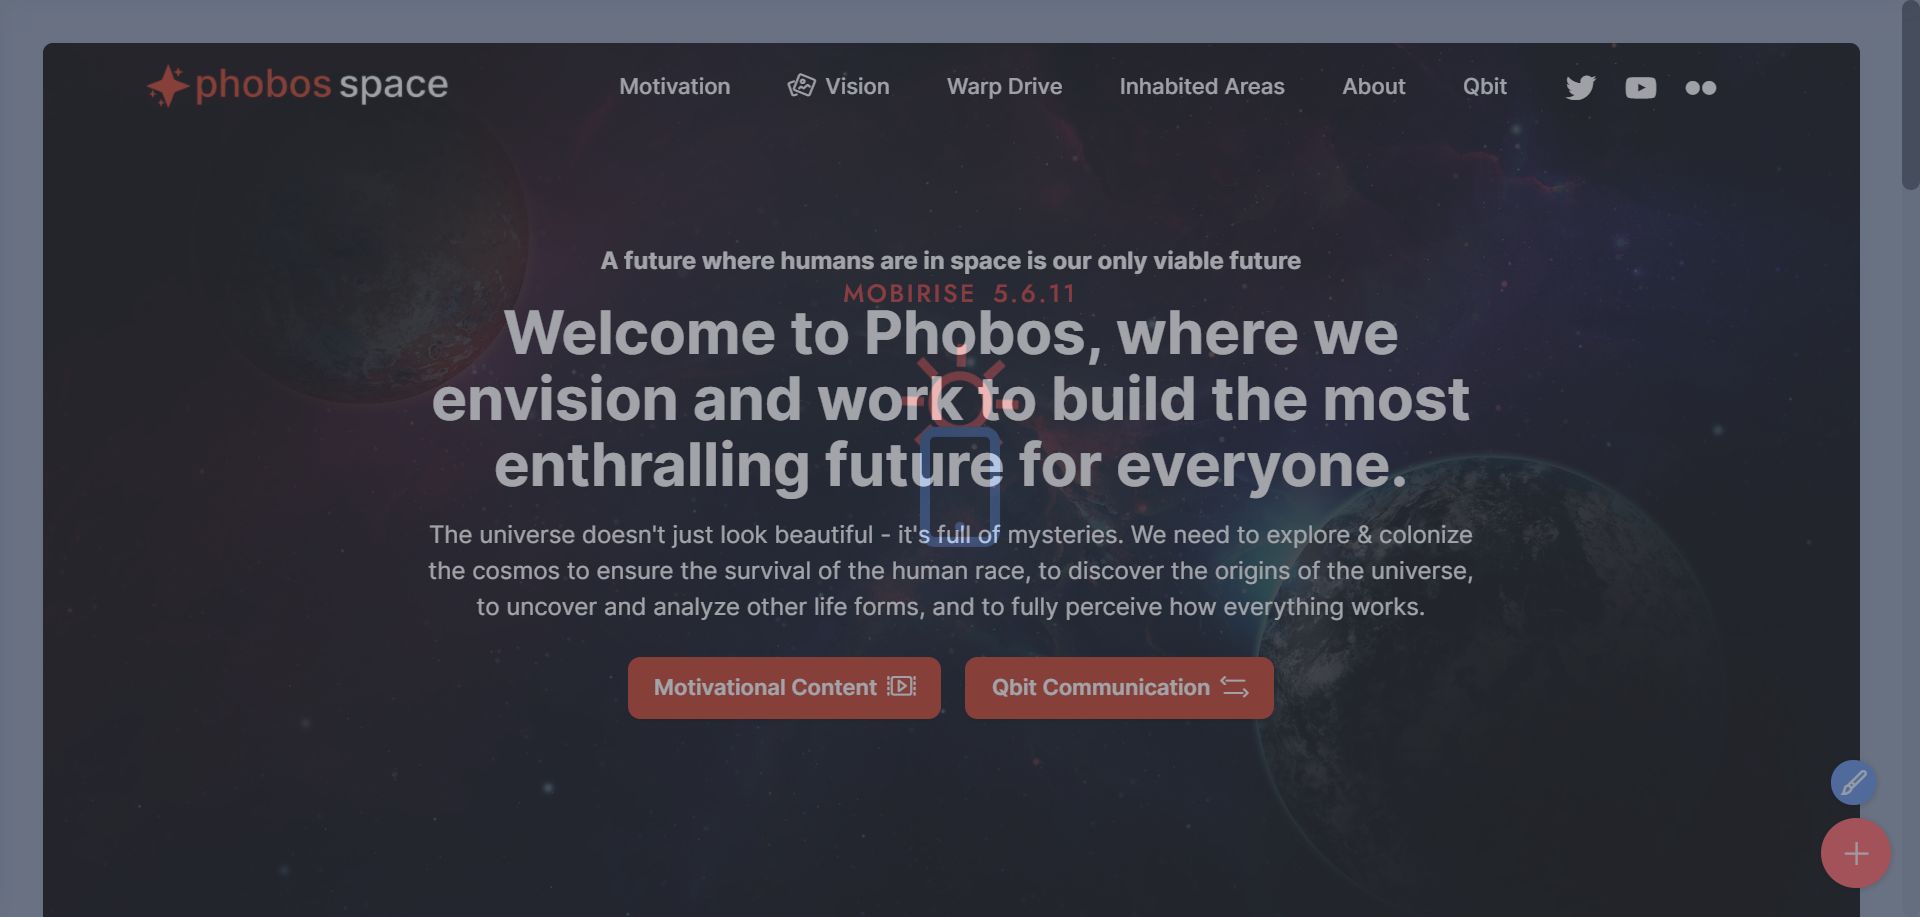 phobos space
Motivation
Vision
Warp Drive
Inhabited Areas
About
Qbit
A future where humans are in space is our only viable future
MOBIRISE 5.6.11
Welcome to Phobos, where we
envision and work to build the most
enthralling future for everyone.
The universe doesn't just look beautiful - it's full of mysteries. We need to explore & colonize
the cosmos to ensure the survival of the human race, to discover the origins of the universe,
to uncover and analyze other life forms, and to fully perceive how everything works.
Motivational Content
Qbit Communication